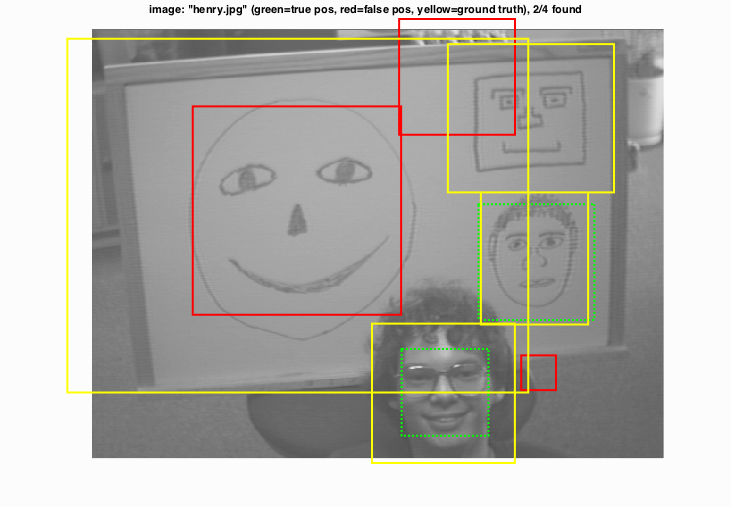 image: "henry.jpg" (green=true pos, red=false pos, yellow=ground truth), 2/4 found